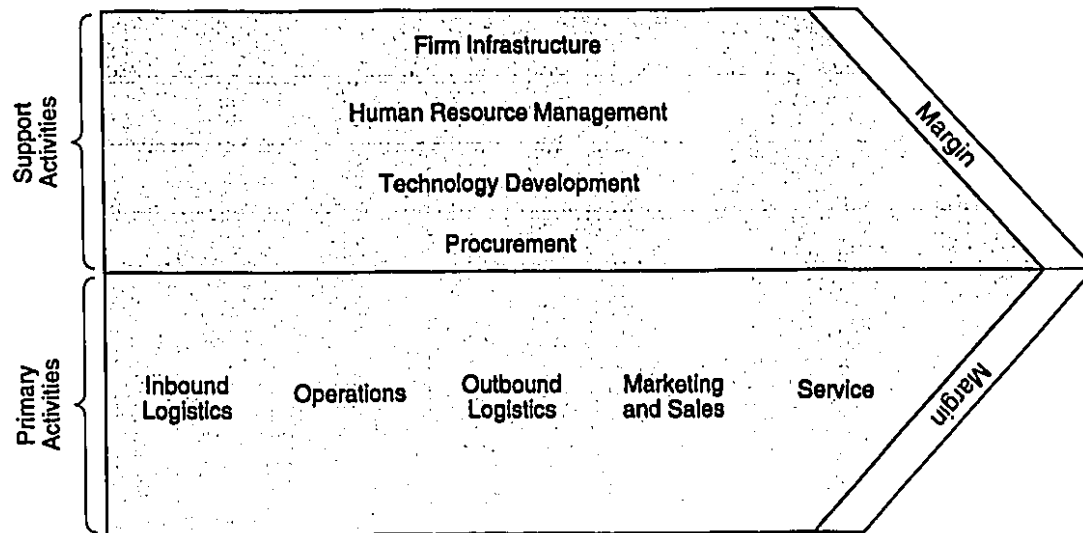 Support
Activities
Firm Infrastructure
Human Resource Management
Technology Development
Procurement
Margin
Primary
Activities
Inbound
Logistics
Operations
Outbound
Logistics
Marketing
and Sales
Service
Margin